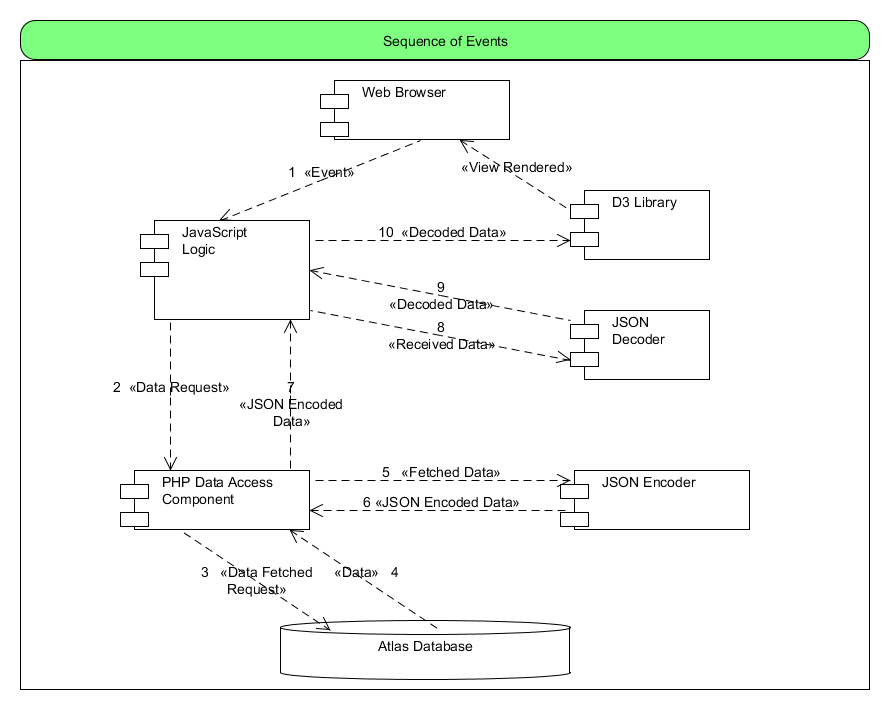 Sequence of Events
Web Browser
1 «Event»
«View Rendered»
D3 Library
JavaScript
Logic
10 «Decoded Data»
9
«Decoded Data»
8
«Received Data»
JSON
Decoder
2 «Data Request»
7
«JSON Encoded
Data»
PHP Data Access
Component
5 «Fetched Data»
6 «JSON Encoded Data»
JSON Encoder
3 «Data Fetched
Request»
«Data» 4
Atlas Database